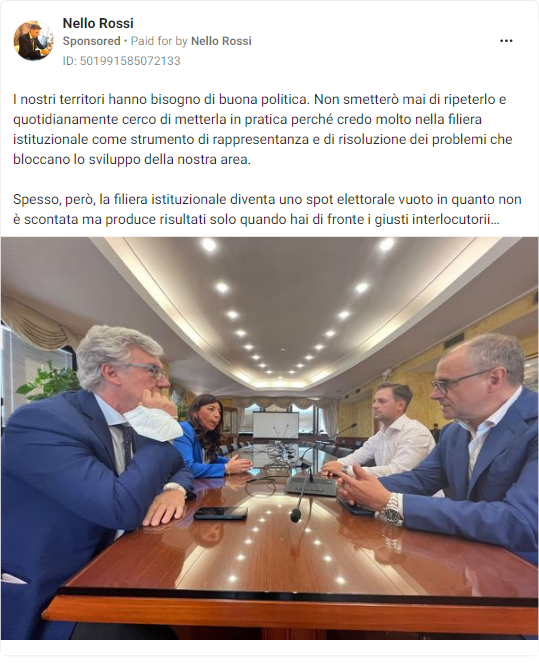 Nello Rossi
Sponsored • Paid for by Nello Rossi
ID: 501991585072133
I nostri territori hanno bisogno di buona politica. Non smetterò mai di ripeterlo e
quotidianamente cerco di metterla in pratica perché credo molto nella filiera
istituzionale come strumento di rappresentanza e di risoluzione dei problemi che
bloccano lo sviluppo della nostra area.
Spesso, però, la filiera istituzionale diventa uno spot elettorale vuoto in quanto non
è scontata ma produce risultati solo quando hai di fronte i giusti interlocutorii...